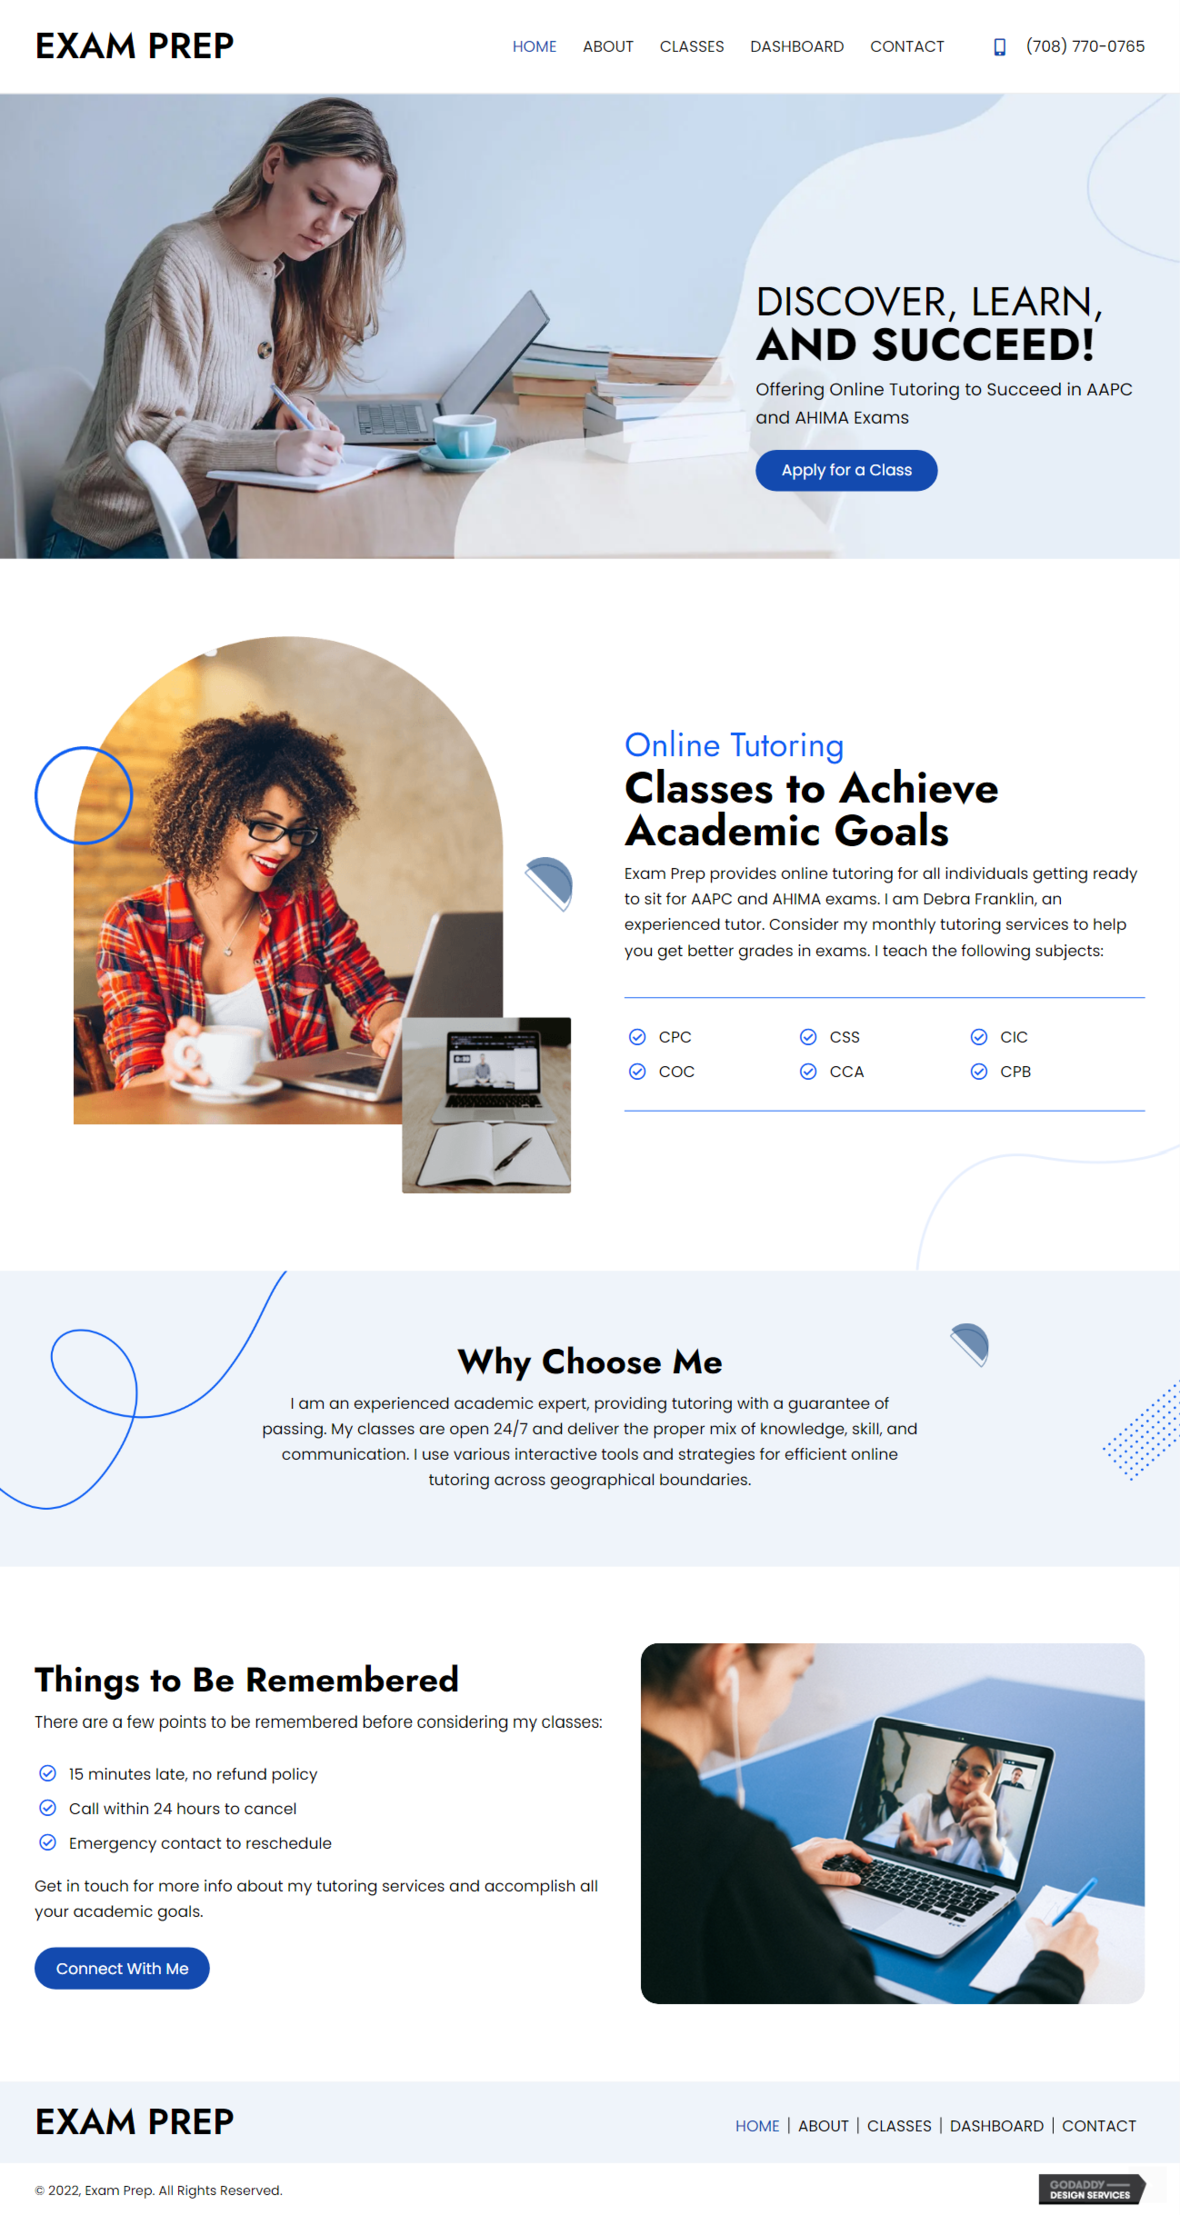 EXAM PREP
HOME ABOUT CLASSES DASHBOARD CONTACT (708) 770-0765
DISCOVER, LEARN,
AND SUCCEED!
Offering Online Tutoring to Succeed in AAPC
and AHIMA Exams
Apply for a Class
Online Tutoring
Classes to Achieve
Academic Goals
Exam Prep provides online tutoring for all individuals getting ready
to sit for AAPC and AHIMA exams. I am Debra Franklin, an
experienced tutor. Consider my monthly tutoring services to help
you get better grades in exams. I teach the following subjects:
CPC CSS CIC
COC CCA CPB
Why Choose Me
I am an experienced academic expert, providing tutoring with a guarantee of
passing. My classes are open 24/7 and deliver the proper mix of knowledge, skill, and
communication. I use various interactive tools and strategies for efficient online
tutoring across geographical boundaries.
Things to Be Remembered
There are a few points to be remembered before considering my classes:
15 minutes late, no refund policy
Call within 24 hours to cancel
Emergency contact to reschedule
Get in touch for more info about my tutoring services and accomplish all
your academic goals.
Connect With Me
EXAM PREP
HOME | ABOUT | CLASSES | DASHBOARD | CONTACT
© 2022, Exam Prep. All Rights Reserved.
GODADDY
DESIGN SERVICES